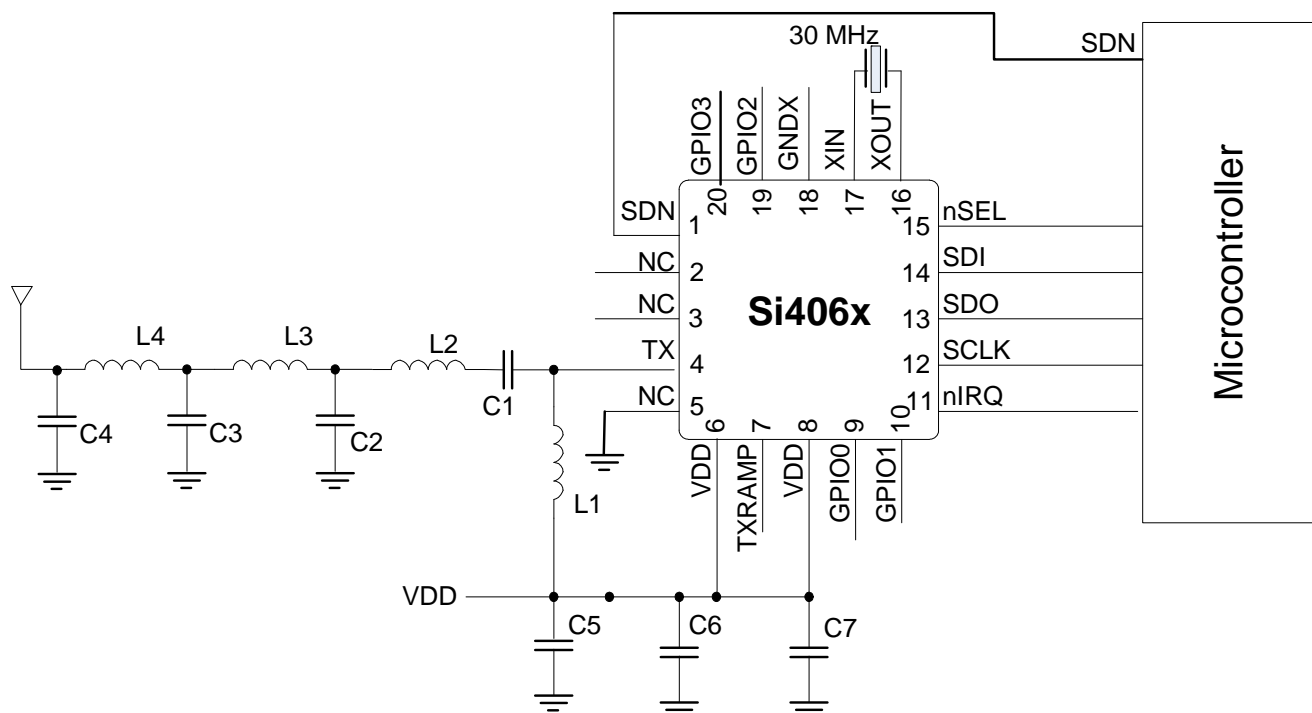 30 MHz
SDN
GPIO3
GPIO2
GNDX
XIN
XOUT
SDN
20
19
18
17
16
nSEL
1
15
NC
SDI
2
14
Si406x
NC
SDO
3
13
L4
L3
L2
TX
SCLK
4
12
C1
NC
nIRQ
5
11
6
7
8
9
10
C4
C3
C2
L1
VDD
TXRAMP
VDD
GPIO0
GPIO1
Microcontroller
VDD
C5
C6
C7